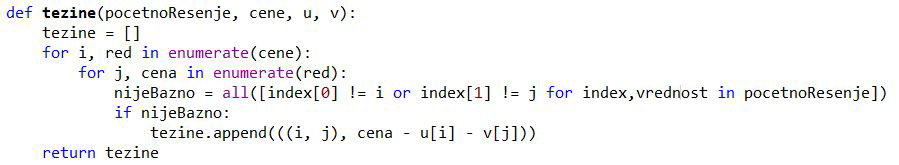 def tezine(pocetnoResenje, cene, u, v):
    tezine = []
    for i, red in enumerate(cene):
        for j, cena in enumerate(red):
            nijeBazno = all([index[0] != i or index[1] != j for index,vrednost in pocetnoResenje])
            if nijeBazno:
                tezine.append(((i, j), cena - u[i] - v[j]))
    return tezine